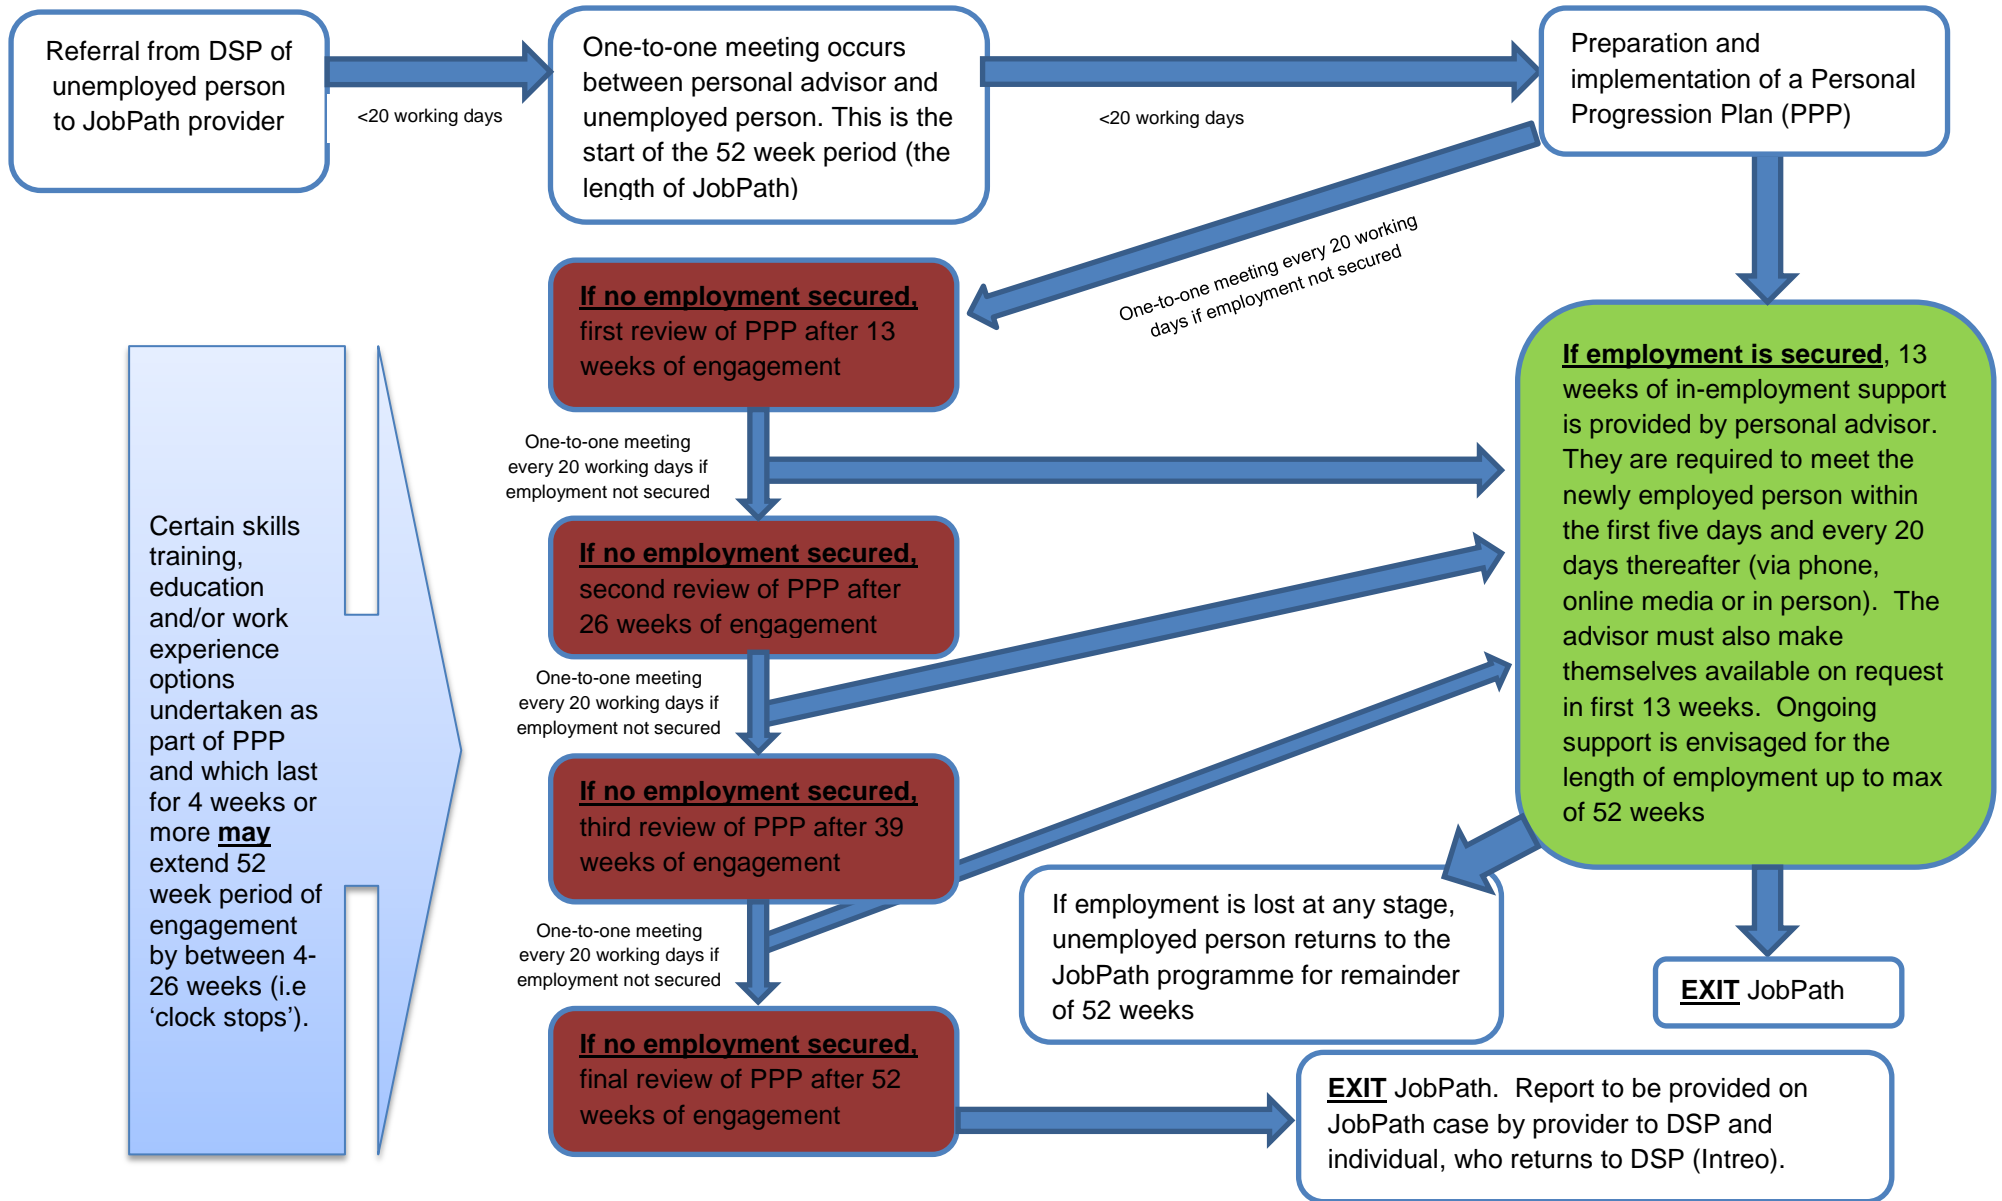 Referral from DSP of
unemployed person
to JobPath provider
<20 working days
One-to-one meeting occurs
between personal advisor and
unemployed person. This is the
start of the 52 week period (the
length of JobPath)
<20 working days
Preparation and
implementation of a Personal
Progression Plan (PPP)
One-to-one meeting every 20 working
days if employment not secured
If no employment secured,
first review of PPP after 13
weeks of engagement
One-to-one meeting
every 20 working days if
employment not secured
If no employment secured,
second review of PPP after
26 weeks of engagement
One-to-one meeting
every 20 working days if
employment not secured
If no employment secured,
third review of PPP after 39
weeks of engagement
One-to-one meeting
every 20 working days if
employment not secured
If no employment secured,
final review of PPP after 52
weeks of engagement
Certain skills
training,
education
and/or work
experience
options
undertaken as
part of PPP
and which last
for 4 weeks or
more may
extend 52
week period of
engagement
by between 4-
26 weeks (i.e
‘clock stops’).
If employment is secured, 13
weeks of in-employment support
is provided by personal advisor.
They are required to meet the
newly employed person within
the first five days and every 20
days thereafter (via phone,
online media or in person).  The
advisor must also make
themselves available on request
in first 13 weeks.  Ongoing
support is envisaged for the
length of employment up to max
of 52 weeks
If employment is lost at any stage,
unemployed person returns to the
JobPath programme for remainder
of 52 weeks
EXIT JobPath
EXIT JobPath.  Report to be provided on
JobPath case by provider to DSP and
individual, who returns to DSP (Intreo).